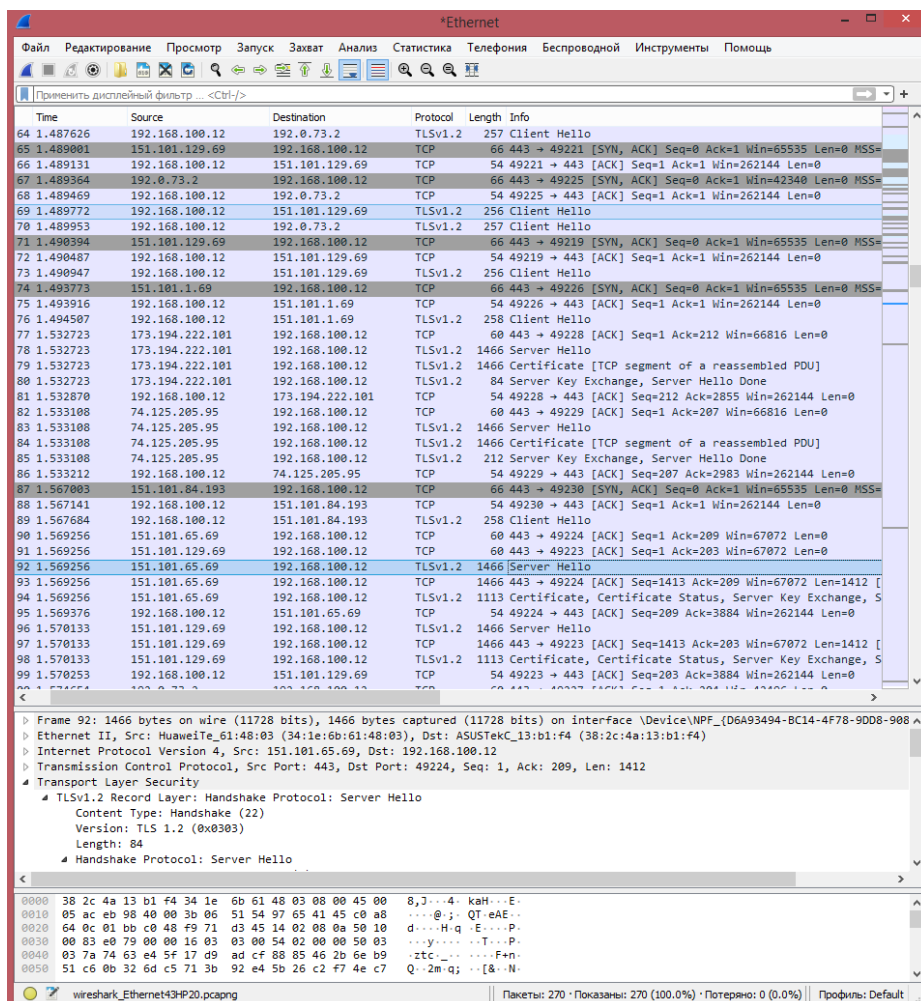 *Ethernet
Файл Редактирование Просмотр Запуск Захват Анализ Статистика Телефония Беспроводной Инструменты Помощь
Применить дисплейный фильтр ... <Ctrl-/>
Time Source Destination Protocol Length Info
64 1.487626 192.168.100.12 192.0.73.2 TLSv1.2 257 Client Hello
65 1.489001 151.101.129.69 192.168.100.12 TCP 66 443 → 49221 [SYN, ACK] Seq=0 Ack=1 Win=65535 Len=0 MSS=
66 1.489131 192.168.100.12 151.101.129.69 TCP 54 49221 → 443 [ACK] Seq=1 Ack=1 Win=262144 Len=0
67 1.489364 192.0.73.2 192.168.100.12 TCP 66 443 → 49225 [SYN, ACK] Seq=0 Ack=1 Win=42340 Len=0 MSS=
68 1.489469 192.168.100.12 192.0.73.2 TCP 54 49225 → 443 [ACK] Seq=1 Ack=1 Win=262144 Len=0
69 1.489772 192.168.100.12 151.101.129.69 TLSv1.2 256 Client Hello
70 1.489953 192.168.100.12 192.0.73.2 TLSv1.2 257 Client Hello
71 1.490394 151.101.129.69 192.168.100.12 TCP 66 443 → 49219 [SYN, ACK] Seq=0 Ack=1 Win=65535 Len=0 MSS=
72 1.490487 192.168.100.12 151.101.129.69 TCP 54 49219 → 443 [ACK] Seq=1 Ack=1 Win=262144 Len=0
73 1.490947 192.168.100.12 151.101.129.69 TLSv1.2 256 Client Hello
74 1.493773 151.101.1.69 192.168.100.12 TCP 66 443 → 49226 [SYN, ACK] Seq=0 Ack=1 Win=65535 Len=0 MSS=
75 1.493916 192.168.100.12 151.101.1.69 TCP 54 49226 → 443 [ACK] Seq=1 Ack=1 Win=262144 Len=0
76 1.494507 192.168.100.12 151.101.1.69 TLSv1.2 258 Client Hello
77 1.532723 173.194.222.101 192.168.100.12 TCP 60 443 → 49228 [ACK] Seq=1 Ack=212 Win=66816 Len=0
78 1.532723 173.194.222.101 192.168.100.12 TLSv1.2 1466 Server Hello
79 1.532723 173.194.222.101 192.168.100.12 TLSv1.2 1466 Certificate [TCP segment of a reassembled PDU]
80 1.532723 173.194.222.101 192.168.100.12 TLSv1.2 84 Server Key Exchange, Server Hello Done
81 1.532870 192.168.100.12 173.194.222.101 TCP 54 49228 → 443 [ACK] Seq=212 Ack=2855 Win=262144 Len=0
82 1.533108 74.125.205.95 192.168.100.12 TCP 60 443 → 49229 [ACK] Seq=1 Ack=207 Win=66816 Len=0
83 1.533108 74.125.205.95 192.168.100.12 TLSv1.2 1466 Server Hello
84 1.533108 74.125.205.95 192.168.100.12 TLSv1.2 1466 Certificate [TCP segment of a reassembled PDU]
85 1.533108 74.125.205.95 192.168.100.12 TLSv1.2 212 Server Key Exchange, Server Hello Done
86 1.533212 192.168.100.12 74.125.205.95 TCP 54 49229 → 443 [ACK] Seq=207 Ack=2983 Win=262144 Len=0
87 1.567003 151.101.84.193 192.168.100.12 TCP 66 443 → 49230 [SYN, ACK] Seq=0 Ack=1 Win=65535 Len=0 MSS=
88 1.567141 192.168.100.12 151.101.84.193 TCP 54 49230 → 443 [ACK] Seq=1 Ack=1 Win=262144 Len=0
89 1.567684 192.168.100.12 151.101.84.193 TLSv1.2 258 Client Hello
90 1.569256 151.101.65.69 192.168.100.12 TCP 60 443 → 49224 [ACK] Seq=1 Ack=209 Win=67072 Len=0
91 1.569256 151.101.129.69 192.168.100.12 TCP 60 443 → 49223 [ACK] Seq=1 Ack=203 Win=67072 Len=0
92 1.569256 151.101.65.69 192.168.100.12 TLSv1.2 1466 Server Hello
93 1.569256 151.101.65.69 192.168.100.12 TCP 1466 443 → 49224 [ACK] Seq=1413 Ack=209 Win=67072 Len=1412 [
94 1.569256 151.101.65.69 192.168.100.12 TLSv1.2 1113 Certificate, Certificate Status, Server Key Exchange, S
95 1.569376 192.168.100.12 151.101.65.69 TCP 54 49224 → 443 [ACK] Seq=209 Ack=3884 Win=262144 Len=0
96 1.570133 151.101.129.69 192.168.100.12 TLSv1.2 1466 Server Hello
97 1.570133 151.101.129.69 192.168.100.12 TCP 1466 443 → 49223 [ACK] Seq=1413 Ack=203 Win=67072 Len=1412 [
98 1.570133 151.101.129.69 192.168.100.12 TLSv1.2 1113 Certificate, Certificate Status, Server Key Exchange, S
99 1.570253 192.168.100.12 151.101.129.69 TCP 54 49223 → 443 [ACK] Seq=203 Ack=3884 Win=262144 Len=0
Frame 92: 1466 bytes on wire (11728 bits), 1466 bytes captured (11728 bits) on interface \Device\NPF_{D6A93494-BC14-4F78-9DD8-908
Ethernet II, Src: HuaweiTe_61:48:03 (34:1e:6b:61:48:03), Dst: ASUSTekC_13:b1:f4 (38:2c:4a:13:b1:f4)
Internet Protocol Version 4, Src: 151.101.65.69, Dst: 192.168.100.12
Transmission Control Protocol, Src Port: 443, Dst Port: 49224, Seq: 1, Ack: 209, Len: 1412
Transport Layer Security
TLSv1.2 Record Layer: Handshake Protocol: Server Hello
Content Type: Handshake (22)
Version: TLS 1.2 (0x0303)
Length: 84
Handshake Protocol: Server Hello
0000 38 2c 4a 13 b1 f4 34 1e 6b 61 48 03 08 00 45 00 8,J···4· kaH···E·
0010 05 ac eb 98 40 00 3b 06 51 54 97 65 41 45 c0 a8 ····@·;· QT·eAE··
0020 64 0c 01 bb c0 48 f9 71 d3 45 14 02 08 0a 50 10 d····H·q ·E····P·
0030 00 83 e0 79 00 00 16 03 03 00 54 02 00 00 50 03 ···y···· ··T···P·
0040 03 7a 74 63 e4 5f 17 d9 ad cf 88 85 46 2b 6e b9 ·ztc·_·· ····F+n·
0050 51 c6 0b 32 6d c5 71 3b 92 e4 5b 26 c2 f7 4e c7 Q··2m·q; ··[&··N·
wireshark_Ethernet43HP20.pcapng Пакеты: 270 · Показаны: 270 (100.0%) · Потеряно: 0 (0.0%) Профиль: Default